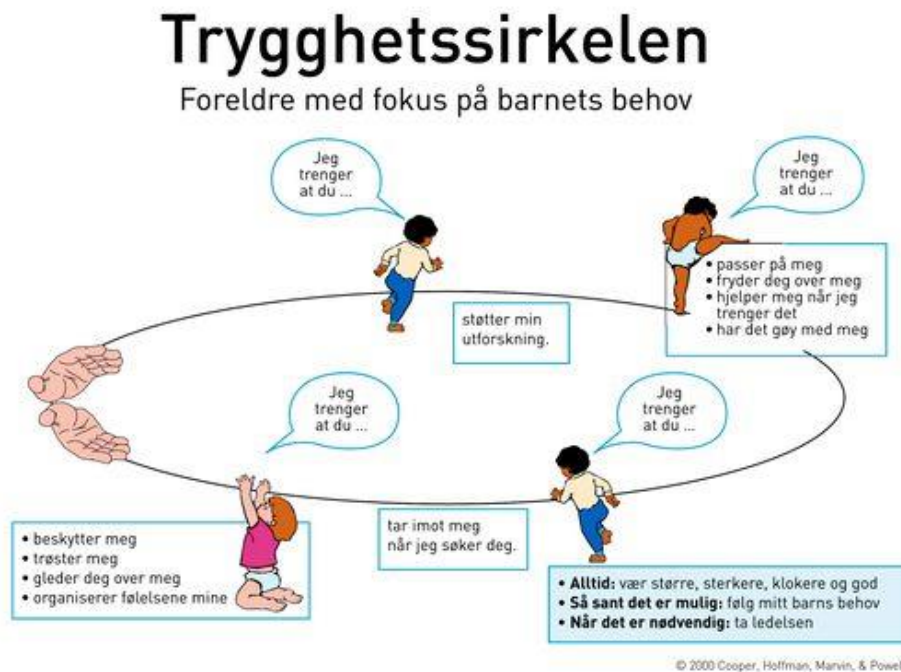 Trygghetssirkelen
Foreldre med fokus på barnets behov
Jeg
trenger
at du ...
Jeg
trenger
at du ...
• passer på meg
• fryder deg over meg
• hjelper meg når jeg
trenger det
• har det gøy med meg
støtter min
utforskning.
Jeg
trenger
at du ...
Jeg
trenger
at du ...
• beskytter meg
• trøster meg
• gleder deg over meg
• organiserer følelsene mine
tar imot meg
når jeg søker deg.
• Alltid: vær større, sterkere, klokere og god
• Så sant det er mulig: følg mitt barns behov
• Når det er nødvendig: ta ledelsen
© 2000 Cooper, Hoffman, Marvin, & Powell